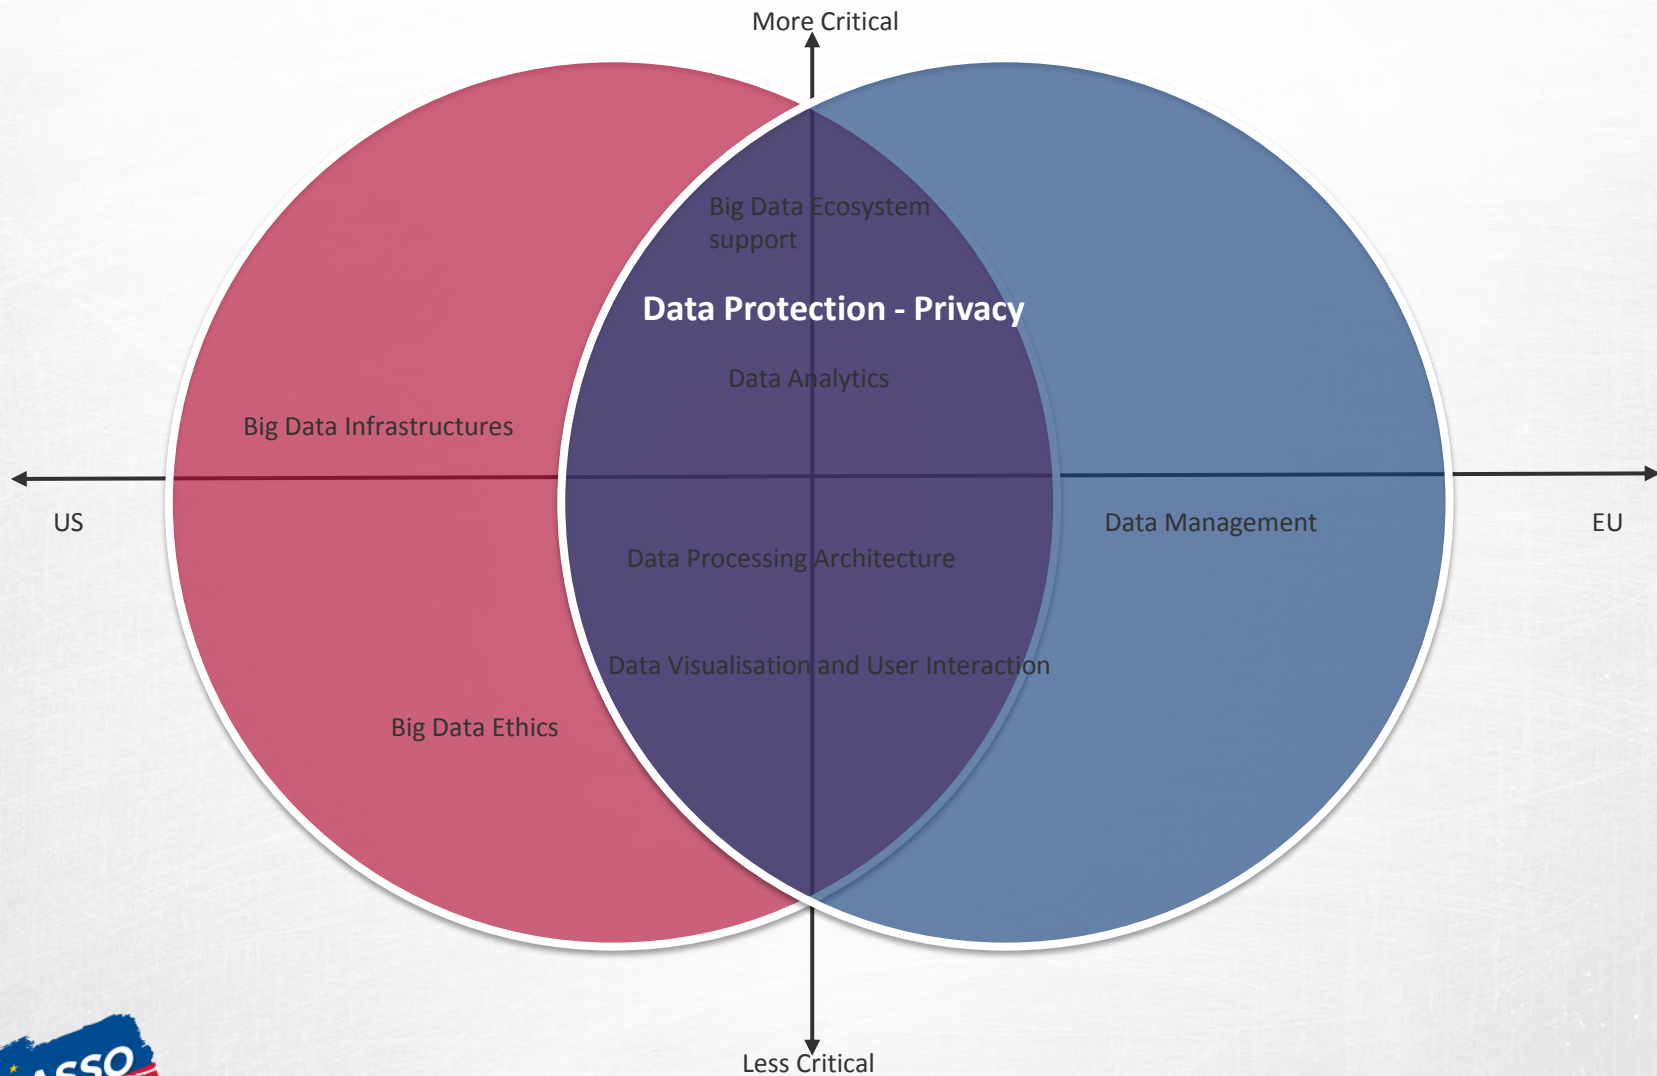 More Critical
Big Data Ecosystem
support
Data Protection - Privacy
Data Analytics
Big Data Infrastructures
US
Data Management
EU
Data Processing Architecture
Data Visualisation and User Interaction
Big Data Ethics
Less Critical